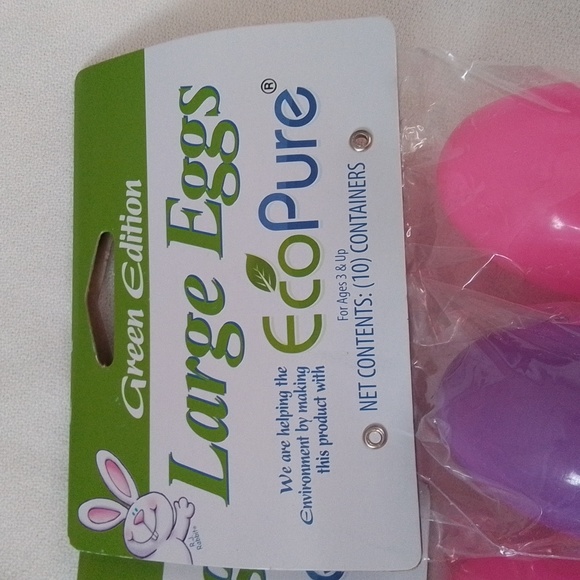 Green Edition
Large Eggs
We are helping the
Environment by making
this product with
EcoPure®
For Ages 3 & Up
NET CONTENTS: (10) CONTAINERS
R.J.
Rabbit